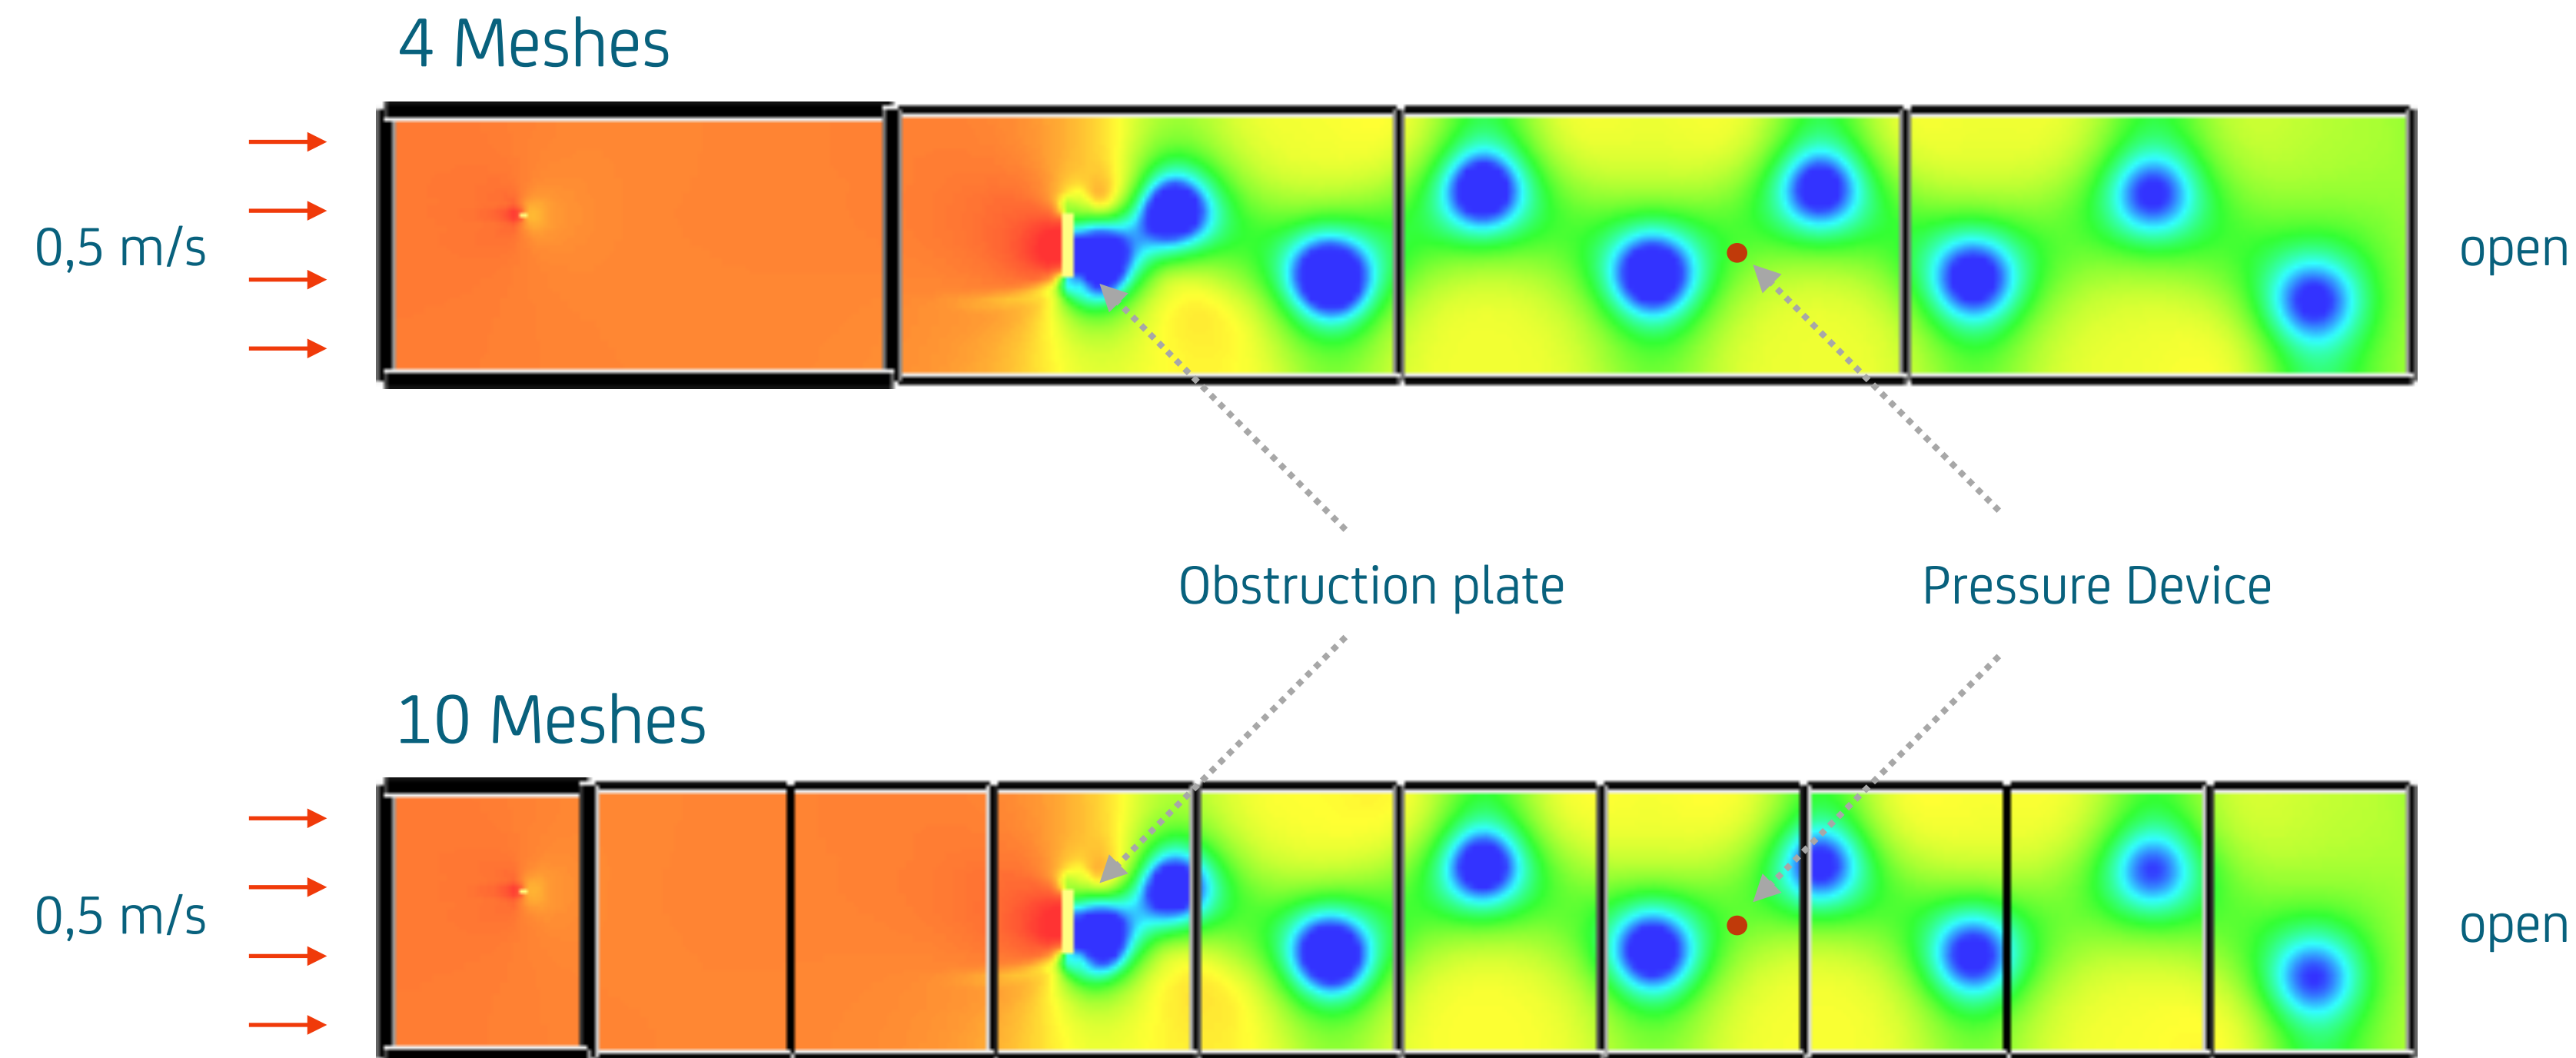 4 Meshes
0,5 m/s
open
Obstruction plate
Pressure Device
10 Meshes
0,5 m/s
open